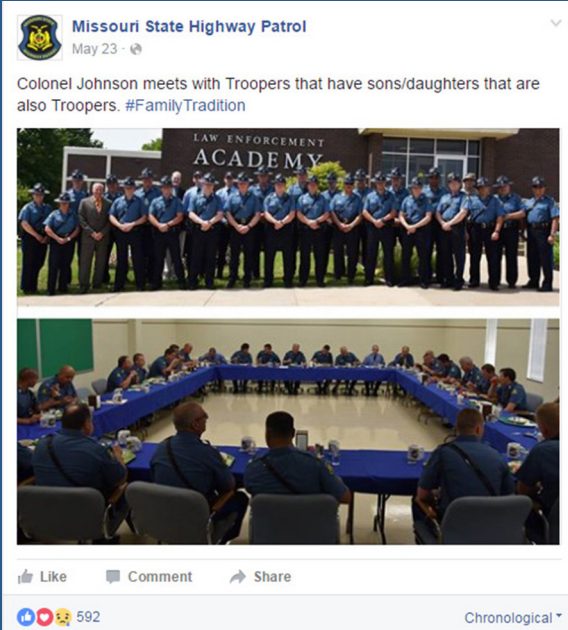 Missouri State Highway Patrol
May 23 ·
Colonel Johnson meets with Troopers that have sons/daughters that are
also Troopers. #FamilyTradition
LAW ENFORCEMENT
ACADEMY
Like Comment Share
592 Chronological